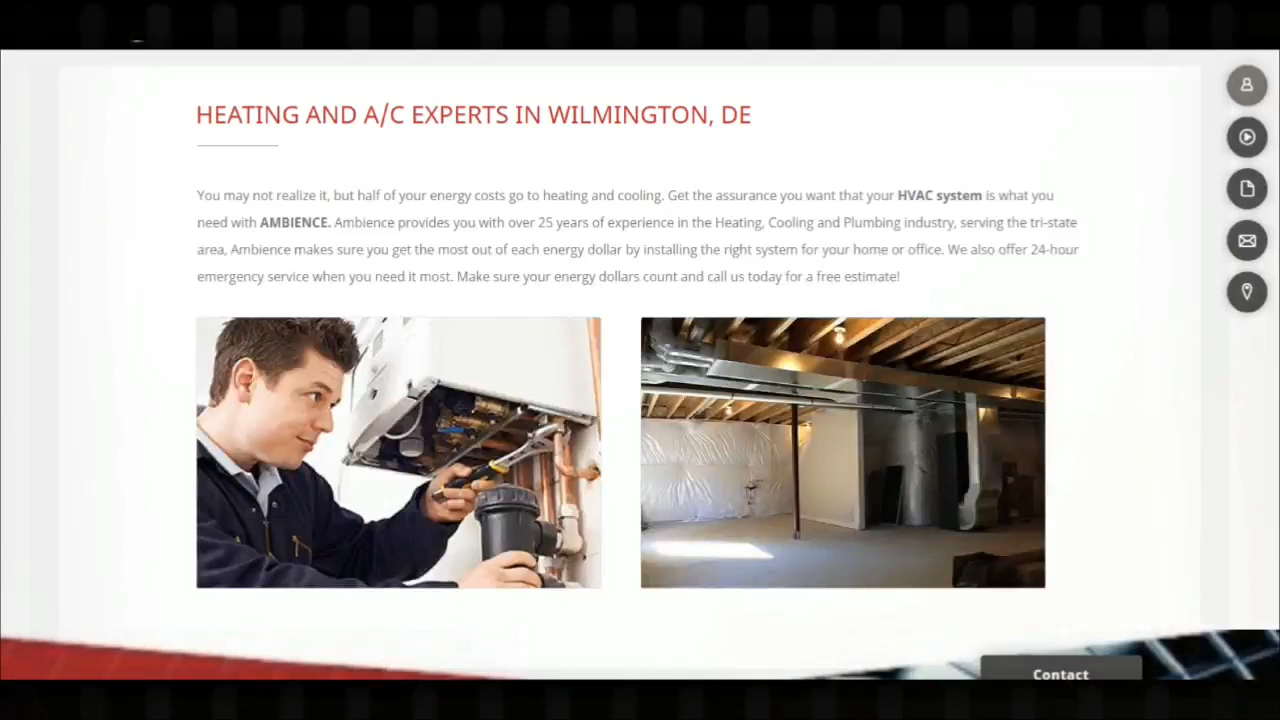 HEATING AND A/C EXPERTS IN WILMINGTON, DE
You may not realize it, but half of your energy costs go to heating and cooling. Get the assurance you want that your HVAC system is what you
need with AMBIENCE. Ambience provides you with over 25 years of experience in the Heating, Cooling and Plumbing industry, serving the tri-state
area, Ambience makes sure you get the most out of each energy dollar by installing the right system for your home or office. We also offer 24-hour
emergency service when you need it most. Make sure your energy dollars count and call us today for a free estimate!
Contact